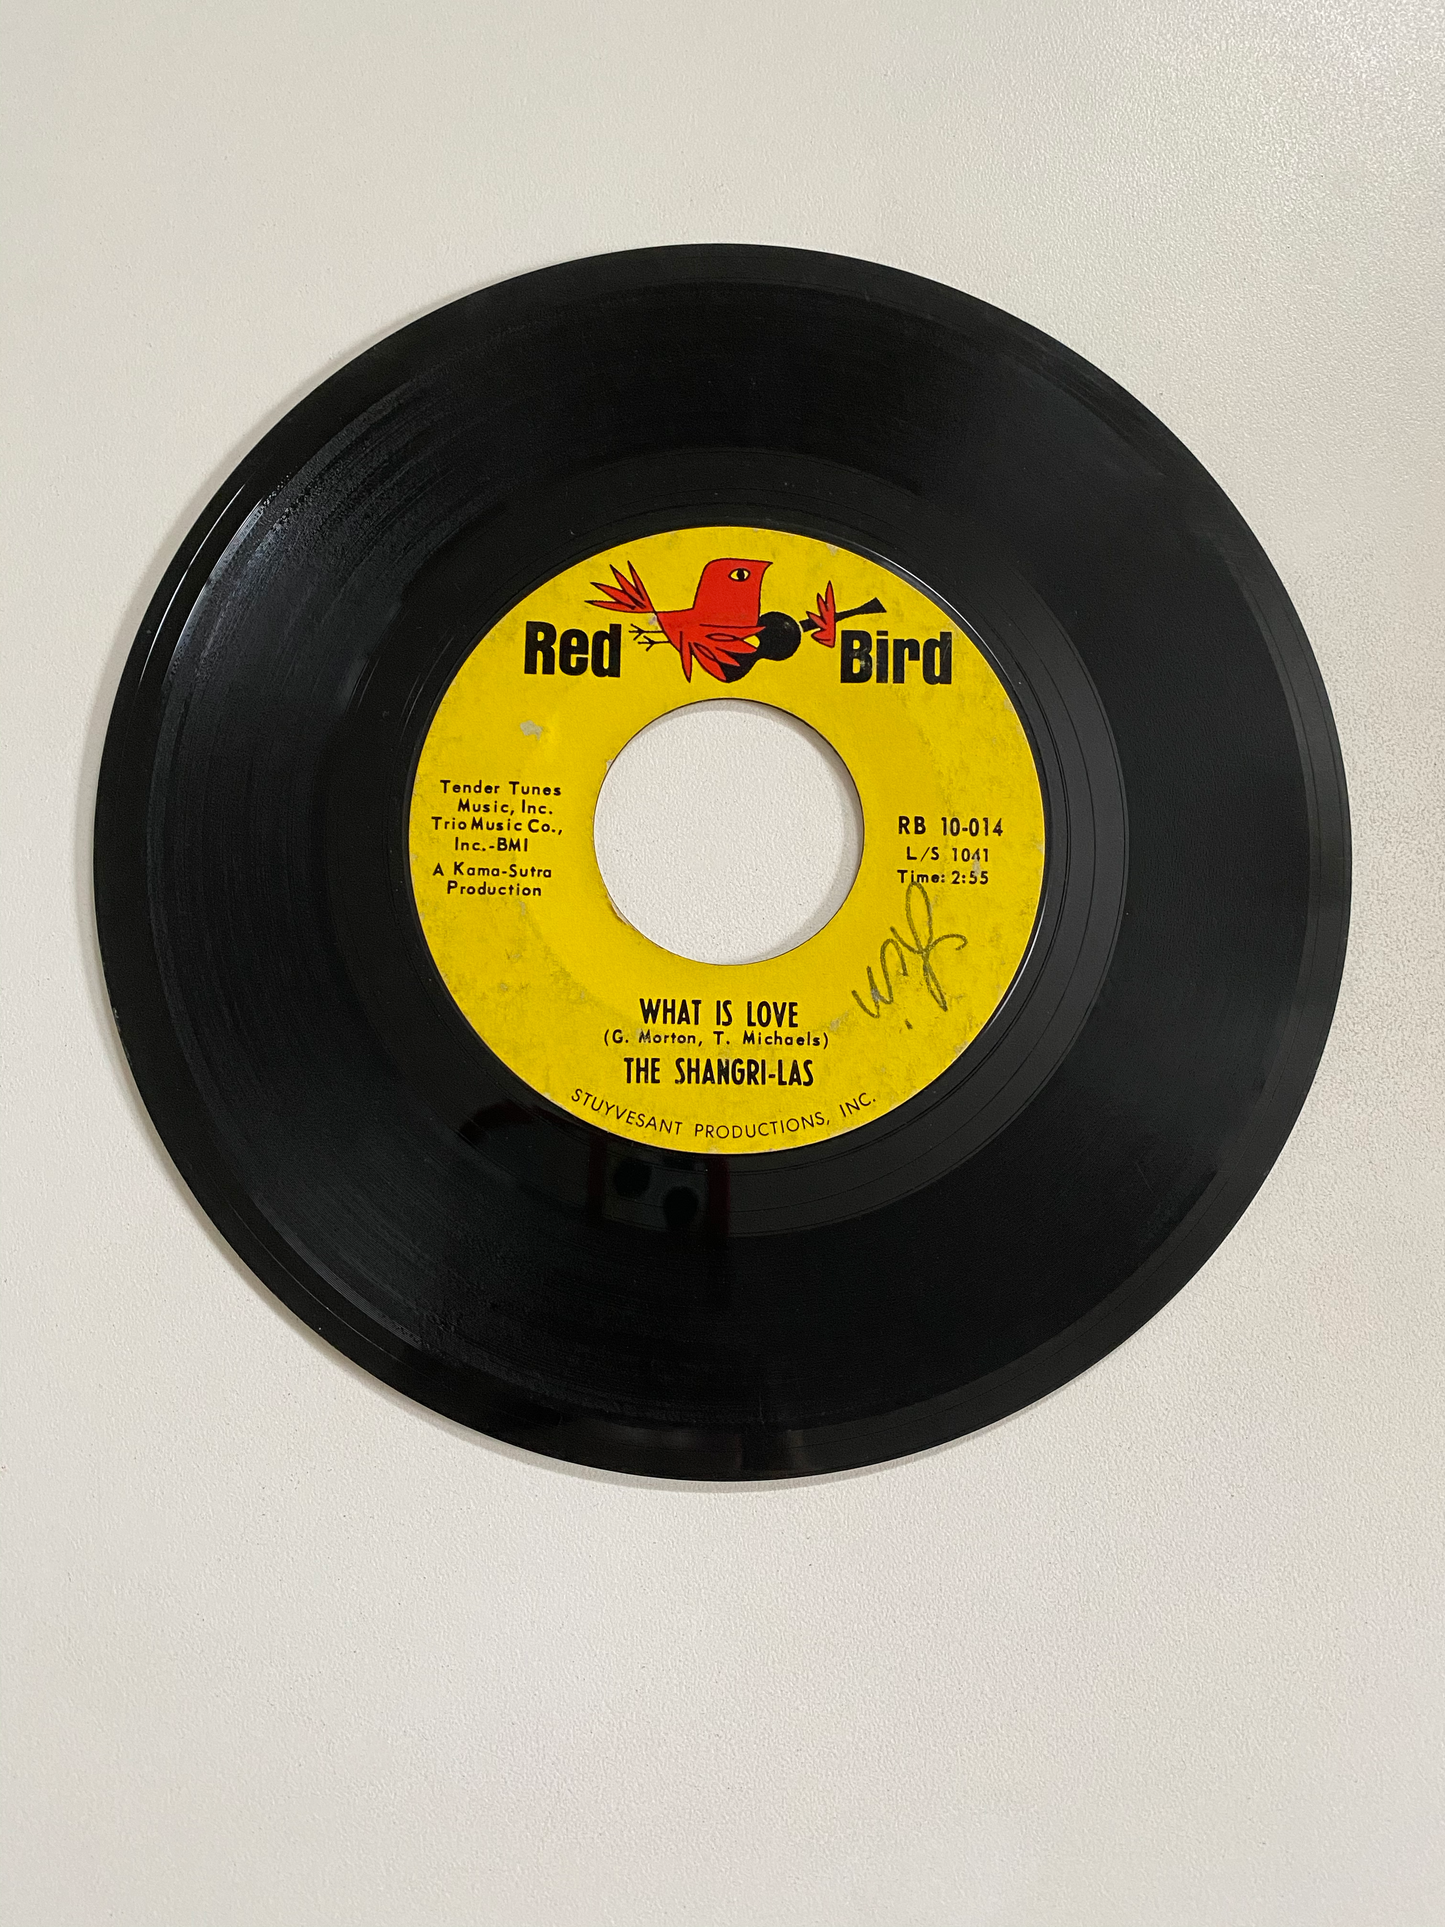 Red Bird
Tender Tunes
Music, Inc.
Trio Music Co.,
Inc.-BMI
A Kama-Sutra
Production
RB 10-014
L/S 1041
Time: 2:55
WHAT IS LOVE
(G. Morton, T. Michaels)
THE SHANGRI-LAS
STUYVESANT PRODUCTIONS, INC.